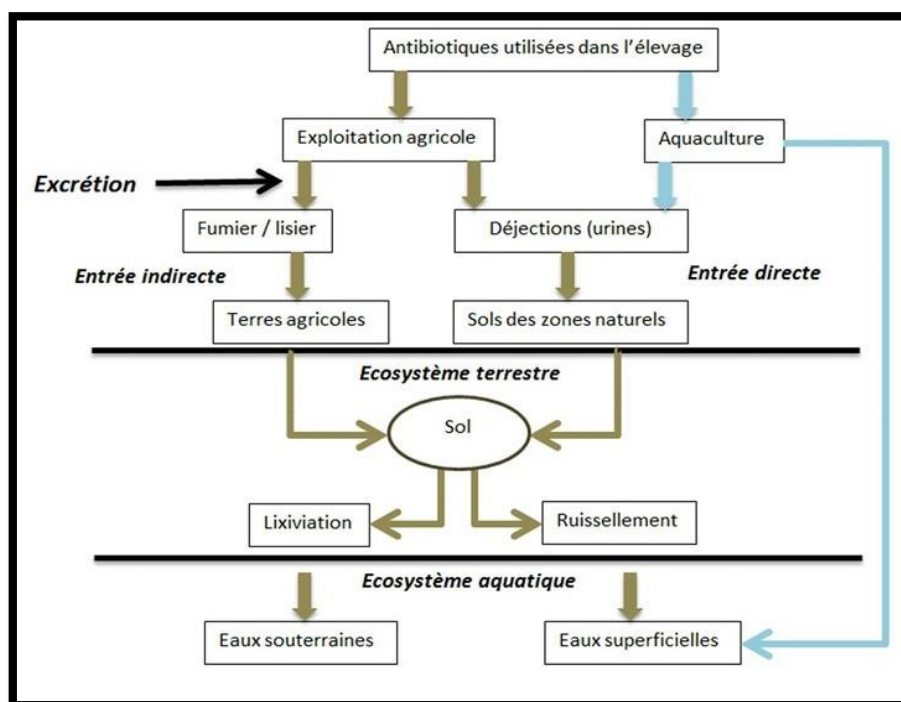 Antibiotiques utilisées dans l'élevage
Exploitation agricole
Aquaculture
Excrétion
Fumier / lisier
Déjections (urines)
Entrée indirecte
Entrée directe
Terres agricoles
Sols des zones naturels
Ecosystème terrestre
Sol
Lixiviation
Ruissellement
Ecosystème aquatique
Eaux souterraines
Eaux superficielles